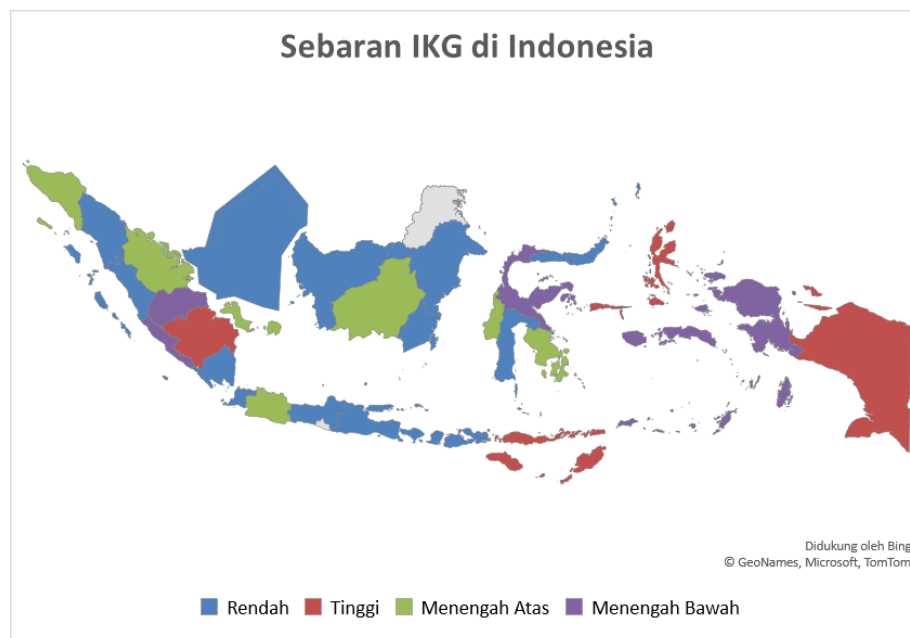 Sebaran IKG di Indonesia
Didukung oleh Bing
© GeoNames, Microsoft, TomTom
Rendah
Tinggi
Menengah Atas
Menengah Bawah